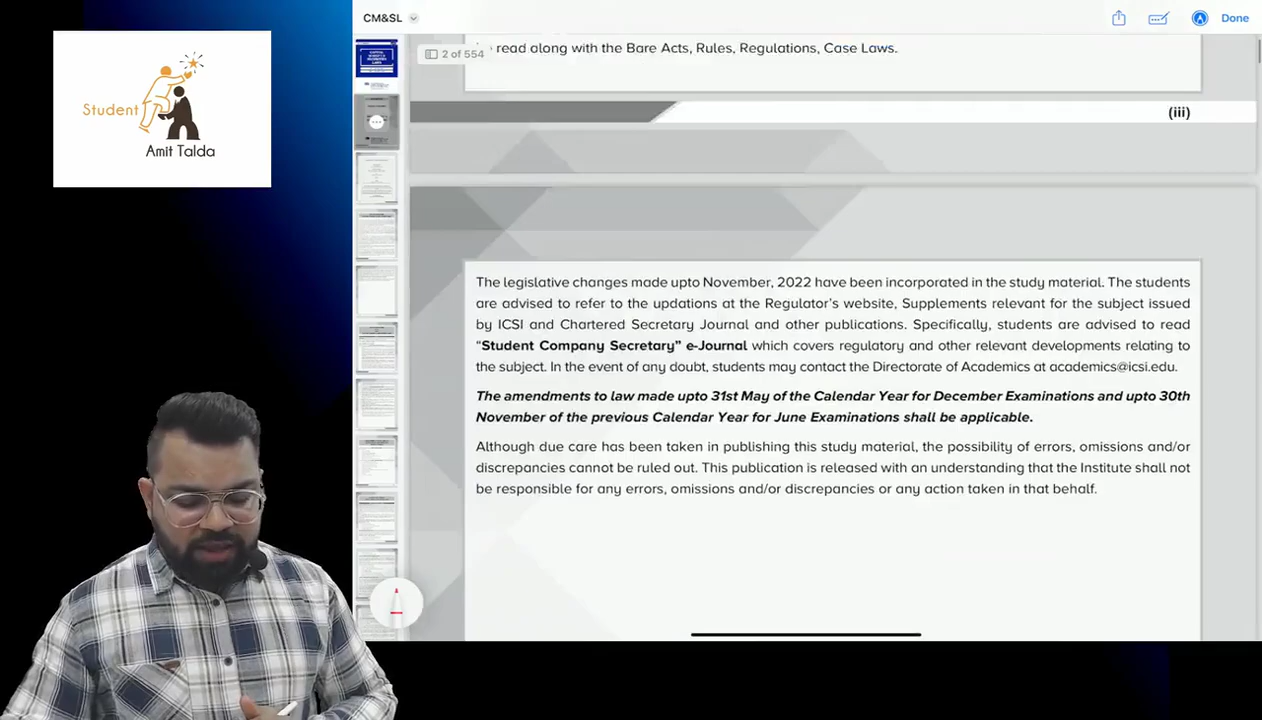 Student
Amit Talda
CM&SL
Done
2 of 554
read along with the Bare Acts, Rules, Regulations, Case Laws.
(iii)
The legislative changes made upto November, 2022 have been incorporated in the study material. The students
are advised to refer to the updations at the Regulator's website, Supplements relevant for the subject issued
by ICSI and Chartered Secretary Journal and other publications. Specifically, students are advised to read
"Student Company Secretary" e-Journal which covers regulatory and other relevant developments relating to
the subject. In the event of any doubt, students may contact the Directorate of Academics at academics@icsi.edu.
The amendments to law made upto 31st May of the Calendar Year for December Examinations and upto 30th
November of the previous Calendar Year for June Examinations shall be applicable.
Although due care has been taken in publishing this study material, the possibility of errors, omissions and/or
discrepancies cannot be ruled out. This publication is released with an understanding that the Institute shall not
be responsible for any errors, omissions and/or discrepancies or any action taken in that behalf.